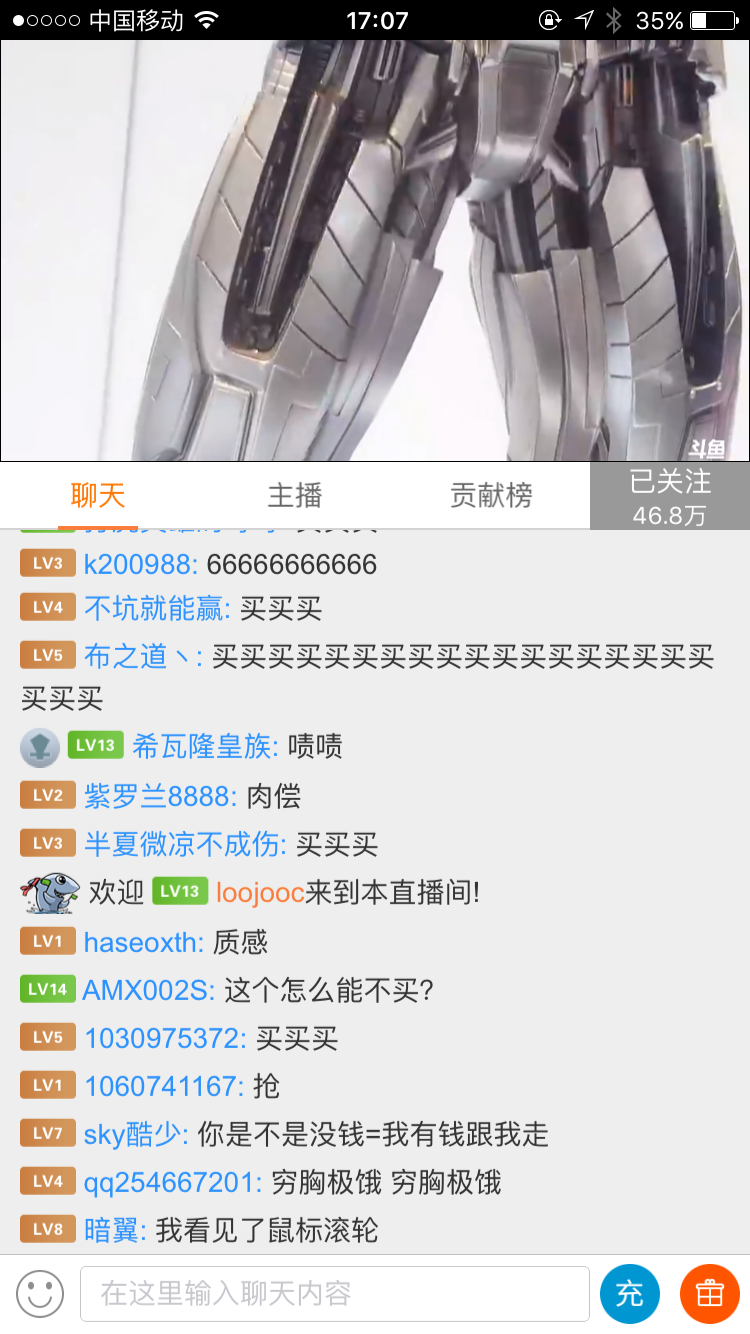 中国移动 17:07 35%
斗鱼
聊天 主播 贡献榜 已关注
46.8万
LV3 k200988: 66666666666
LV4 不坑就能赢: 买买买
LV5 布之道丶: 买买买买买买买买买买买买买买买买买买
买买买
LV13 希瓦隆皇族: 啧啧
LV2 紫罗兰8888: 肉偿
LV3 半夏微凉不成伤: 买买买
欢迎 LV13 loojooc来到本直播间!
LV1 haseoxth: 质感
LV14 AMX002S: 这个怎么能不买?
LV5 1030975372: 买买买
LV1 1060741167: 抢
LV7 sky酷少: 你是不是没钱=我有钱跟我走
LV4 qq254667201: 穷胸极饿 穷胸极饿
LV8 暗翼: 我看见了鼠标滚轮
在这里输入聊天内容 充